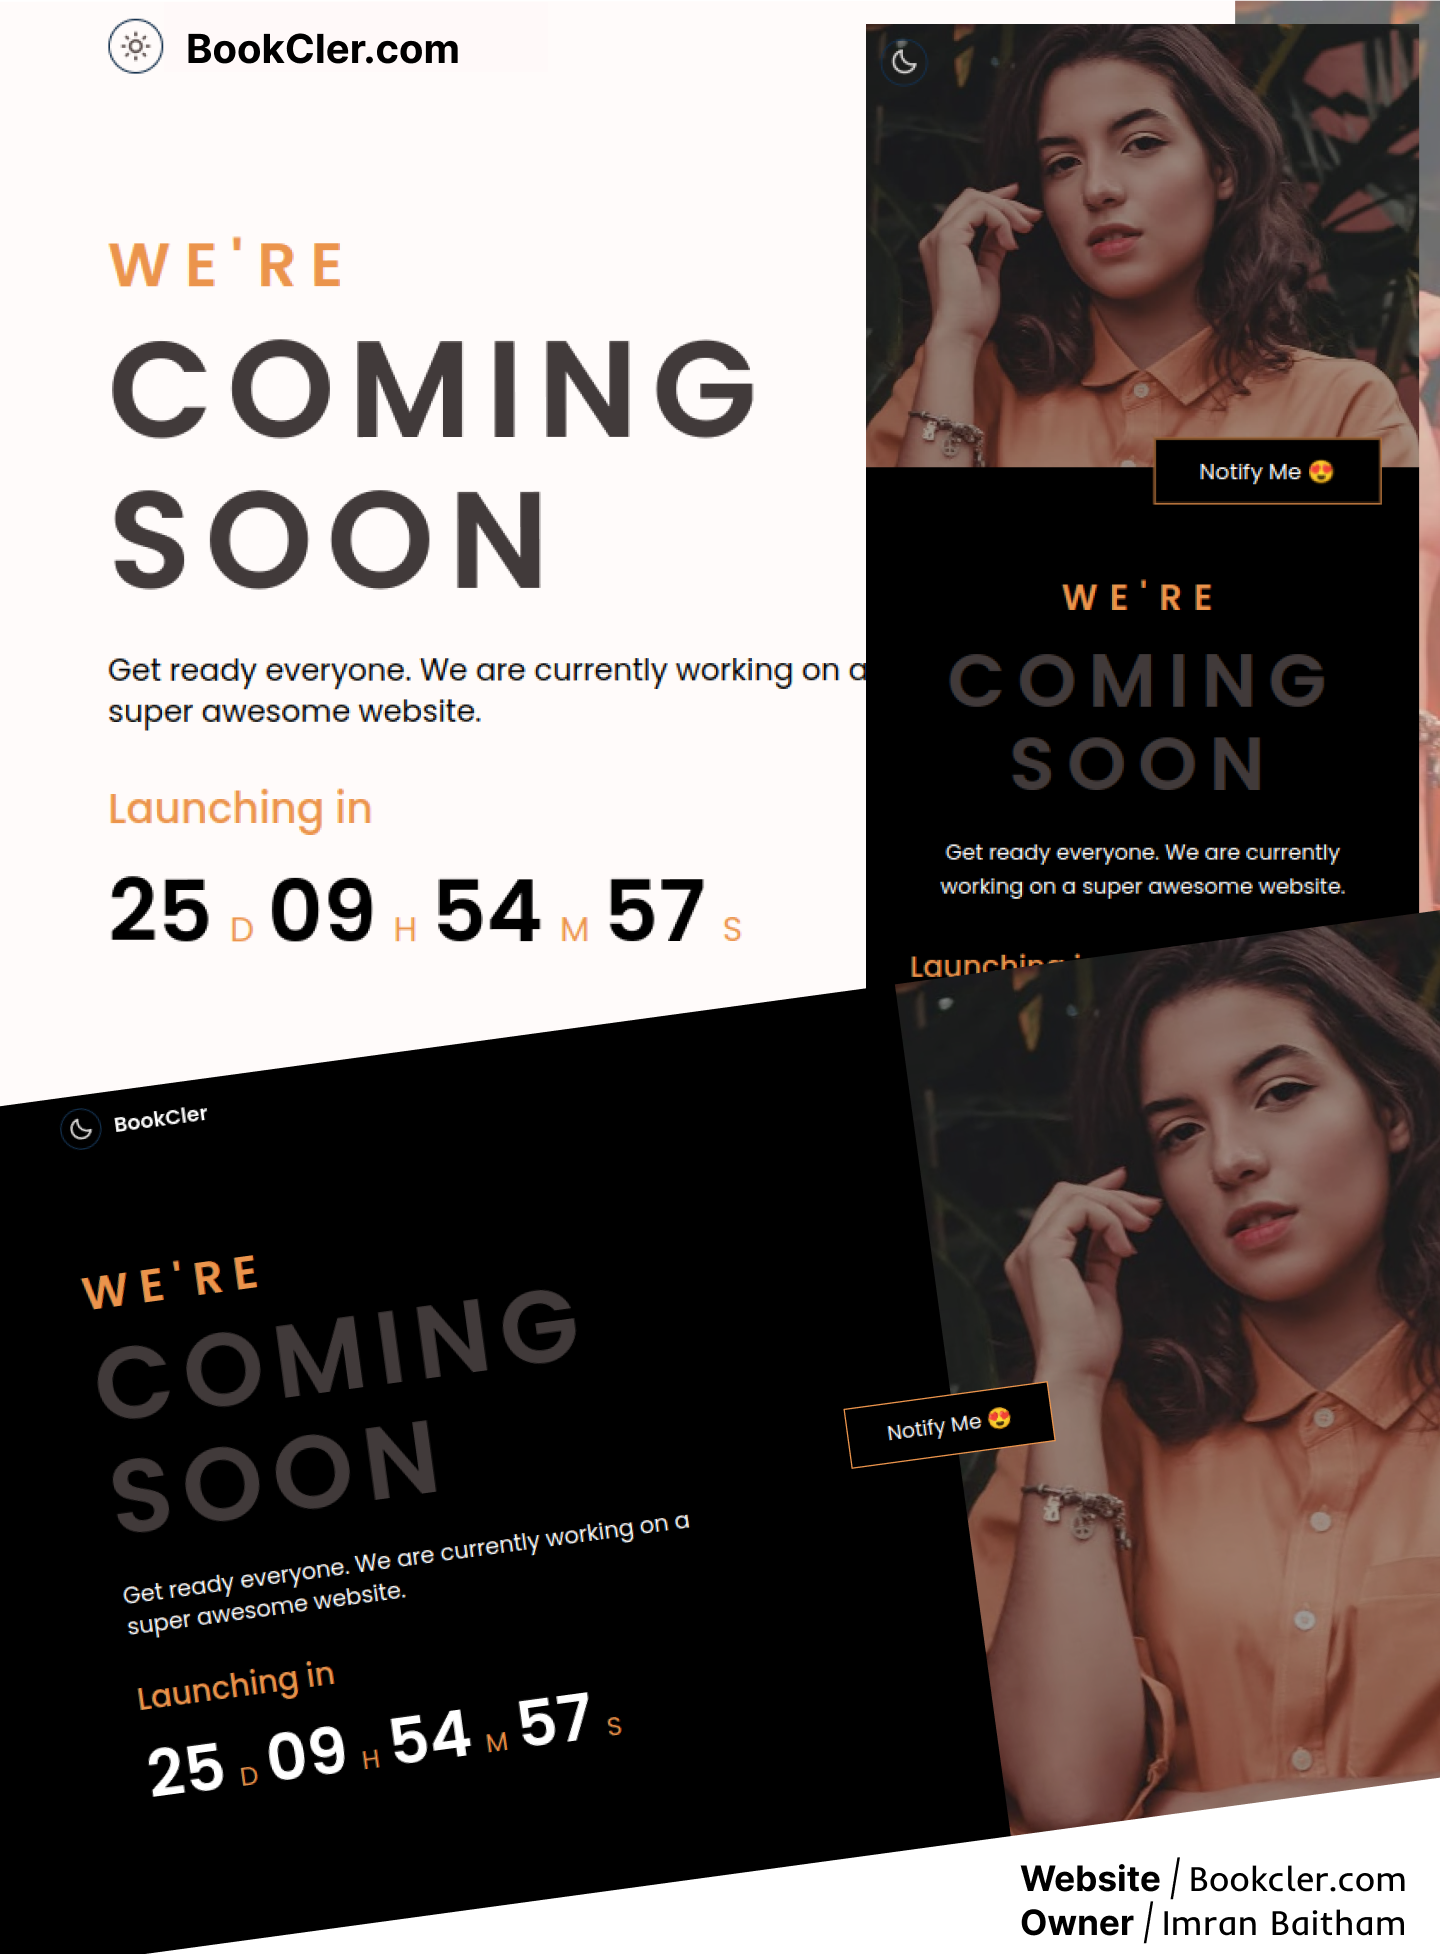 BookCler.com
WE'RE
COMING
SOON
Get ready everyone. We are currently working on a
super awesome website.
Launching in
25 D 09 H 54 M 57 S
Notify Me 😍
WE'RE
COMING
SOON
Get ready everyone. We are currently
working on a super awesome website.
Launching
BookCler
WE'RE
COMING
SOON
Get ready everyone. We are currently working on a
super awesome website.
Launching in
25 D 09 H 54 M 57 S
Notify Me 😍
Website / Bookcler.com
Owner / Imran Baitham